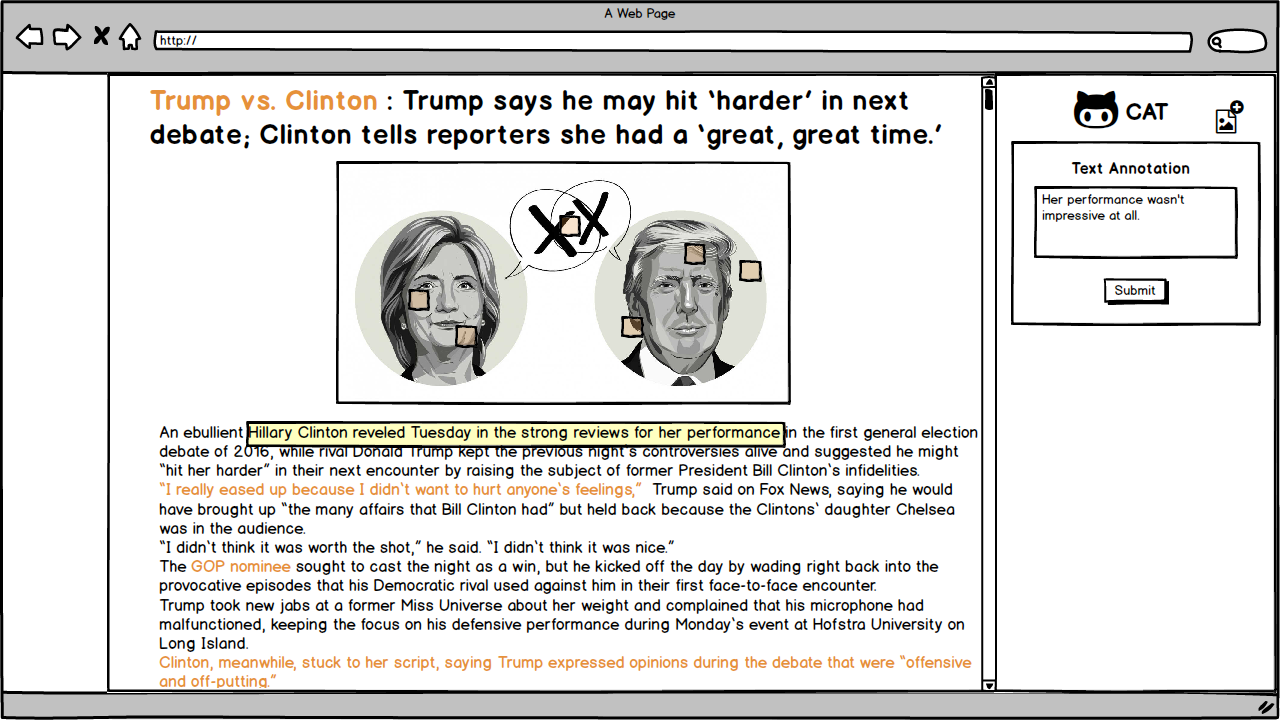 A Web Page
http://
Trump vs. Clinton : Trump says he may hit ‘harder’ in next
debate; Clinton tells reporters she had a ‘great, great time.’
An ebullient Hillary Clinton reveled Tuesday in the strong reviews for her performance in the first general election
debate of 2016, while rival Donald Trump kept the previous night‘s controversies alive and suggested he might
“hit her harder” in their next encounter by raising the subject of former President Bill Clinton‘s infidelities.
“I really eased up because I didn‘t want to hurt anyone‘s feelings,” Trump said on Fox News, saying he would
have brought up “the many affairs that Bill Clinton had” but held back because the Clintons‘ daughter Chelsea
was in the audience.
“I didn‘t think it was worth the shot,” he said. “I didn‘t think it was nice.”
The GOP nominee sought to cast the night as a win, but he kicked off the day by wading right back into the
provocative episodes that his Democratic rival used against him in their first face-to-face encounter.
Trump took new jabs at a former Miss Universe about her weight and complained that his microphone had
malfunctioned, keeping the focus on his defensive performance during Monday‘s event at Hofstra University on
Long Island.
Clinton, meanwhile, stuck to her script, saying Trump expressed opinions during the debate that were “offensive
and off-putting.”
CAT
Text Annotation
Her performance wasn't
impressive at all.
Submit